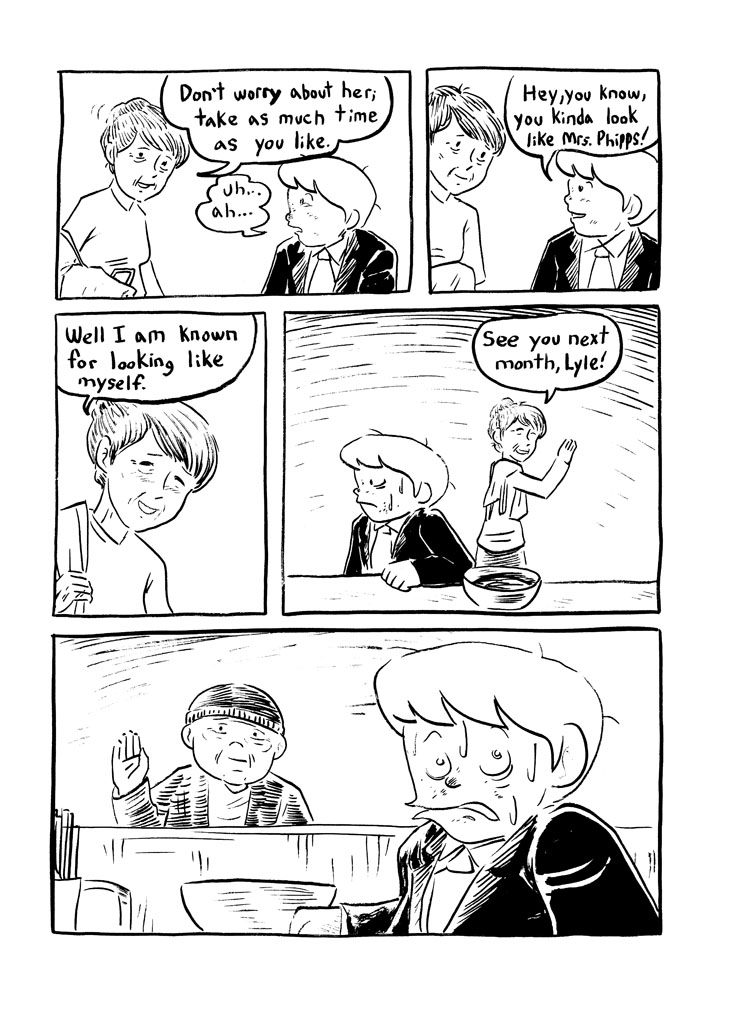 Don't worry about her;
take as much time
as you like.
uh...
ah...
Hey, you know,
you kinda look
like Mrs. Phipps!
Well I am known
for looking like
myself.
See you next
month, Lyle!